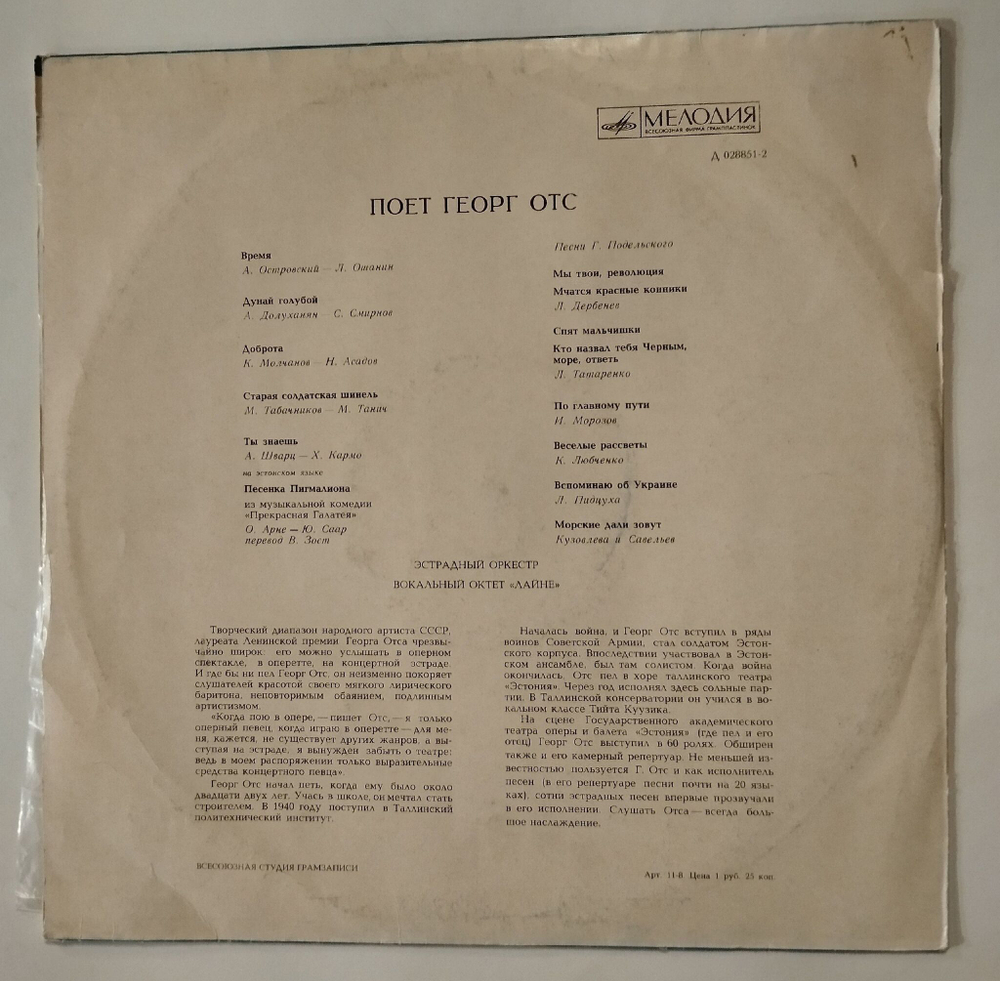 МЕЛОДИЯ
ВСЕСОЮЗНАЯ ФИРМА ГРАМПЛАСТИНОК
Д 028851-2
ПОЕТ ГЕОРГ ОТС
Время
А. Островский — Л. Ошанин
Дунай голубой
А. Долуханян — С. Смирнов
Доброта
К. Молчанов — Н. Асадов
Старая солдатская шинель
М. Табачников — М. Танич
Ты знаешь
А. Шварц — Х. Кармо
на эстонском языке
Песенка Пигмалиона
из музыкальной комедии
«Прекрасная Галатея»
О. Арне — Ю. Саар
перевод В. Зост
Песни Г. Подельского
Мы твои, революция
Мчатся красные конники
Л. Дербенев
Спят мальчишки
Кто назвал тебя Черным,
море, ответь
Л. Татаренко
По главному пути
И. Морозов
Веселые рассветы
К. Любченко
Вспоминаю об Украине
Л. Пидцуха
Морские дали зовут
Кузовлева и Савельев
ЭСТРАДНЫЙ ОРКЕСТР
ВОКАЛЬНЫЙ ОКТЕТ «ЛАЙНЕ»
Творческий диапазон народного артиста СССР,
лауреата Ленинской премии Георга Отса чрезвы-
чайно широк: его можно услышать в оперном
спектакле, в оперетте, на концертной эстраде.
И где бы ни пел Георг Отс, он неизменно покоряет
слушателей красотой своего мягкого лирического
баритона, неповторимым обаянием, подлинным
артистизмом.
«Когда пою в опере, — пишет Отс, — я только
оперный певец, когда играю в оперетте — для ме-
ня, кажется, не существует других жанров, а вы-
ступая на эстраде, я вынужден забыть о театре:
ведь в моем распоряжении только выразительные
средства концертного певца».
Георг Отс начал петь, когда ему было около
двадцати двух лет. Учась в школе, он мечтал стать
строителем. В 1940 году поступил в Таллинский
политехнический институт.
Началась война, и Георг Отс вступил в ряды
воинов Советской Армии, стал солдатом Эстон-
ского корпуса. Впоследствии участвовал в Эстон-
ском ансамбле, был там солистом. Когда война
окончилась, Отс пел в хоре таллинского театра
«Эстония». Через год исполнял здесь сольные пар-
тии. В Таллинской консерватории он учился в во-
кальном классе Тийта Куузика.
На сцене Государственного академического
театра оперы и балета «Эстония» (где пел и его
отец) Георг Отс выступил в 60 ролях. Обширен
также и его камерный репертуар. Не меньшей из-
вестностью пользуется Г. Отс и как исполнитель
песен (в его репертуаре песни почти на 20 язы-
ках), сотни эстрадных песен впервые прозвучали
в его исполнении. Слушать Отса — всегда боль-
шое наслаждение.
ВСЕСОЮЗНАЯ СТУДИЯ ГРАМЗАПИСИ
Арт. 11-8. Цена 1 руб. 25 коп.